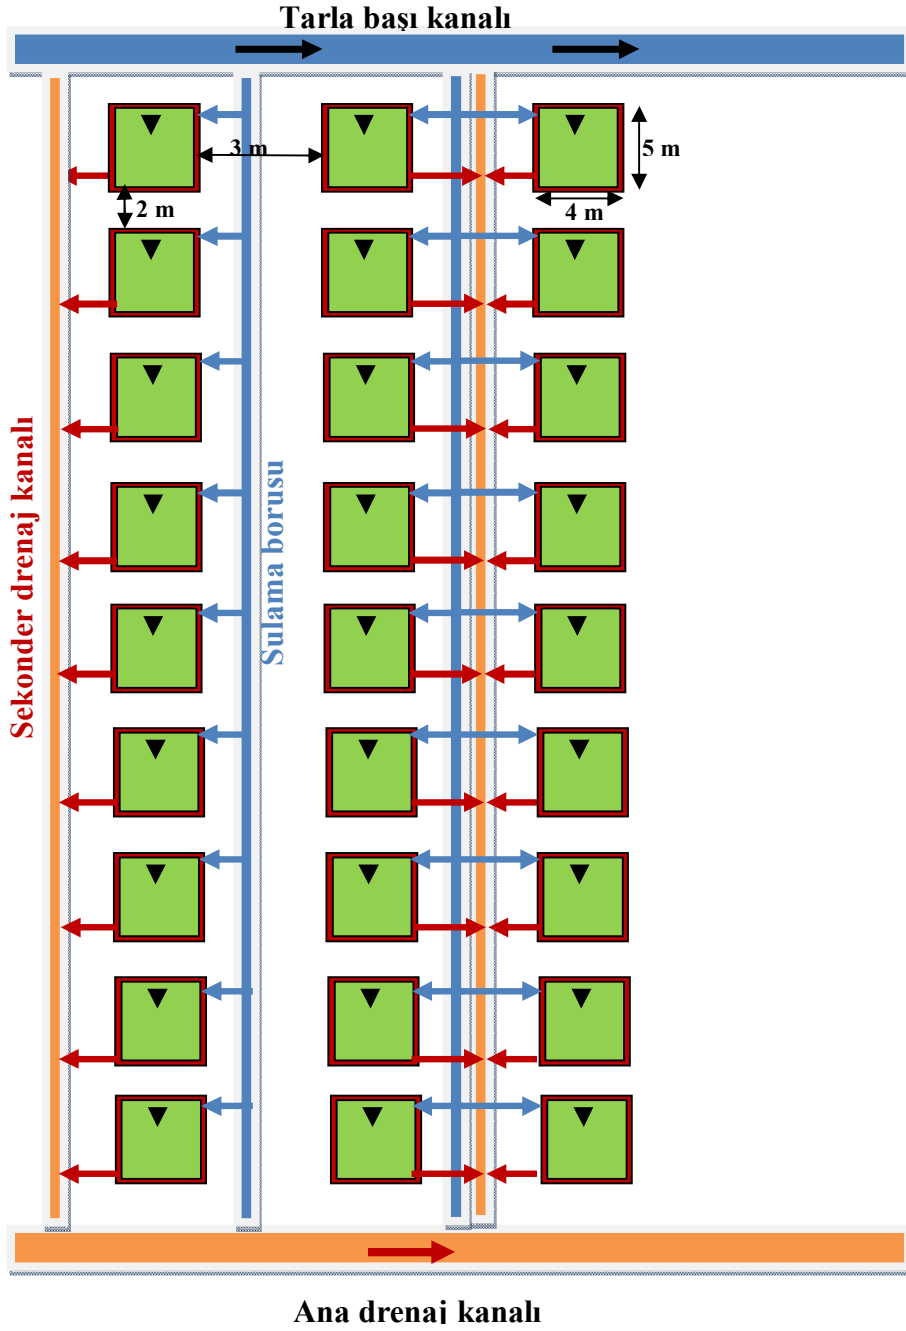 Tarla başı kanalı
3 m
5 m
2 m
4 m
Sekonder drenaj kanalı
Sulama borusu
Ana drenaj kanalı